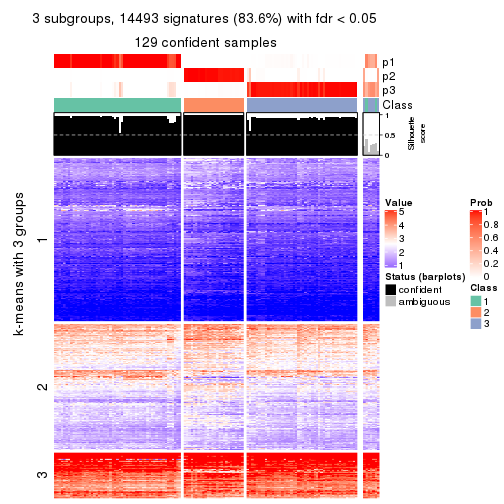 3 subgroups, 14493 signatures (83.6%) with fdr < 0.05
129 confident samples
p1
p2
p3
Class
1
0.5
0
Silhouette
score
k-means with 3 groups
1
2
3
Value
5
4
3
2
1
Status (barplots)
confident
ambiguous
Prob
1
0.8
0.6
0.4
0.2
0
Class
1
2
3